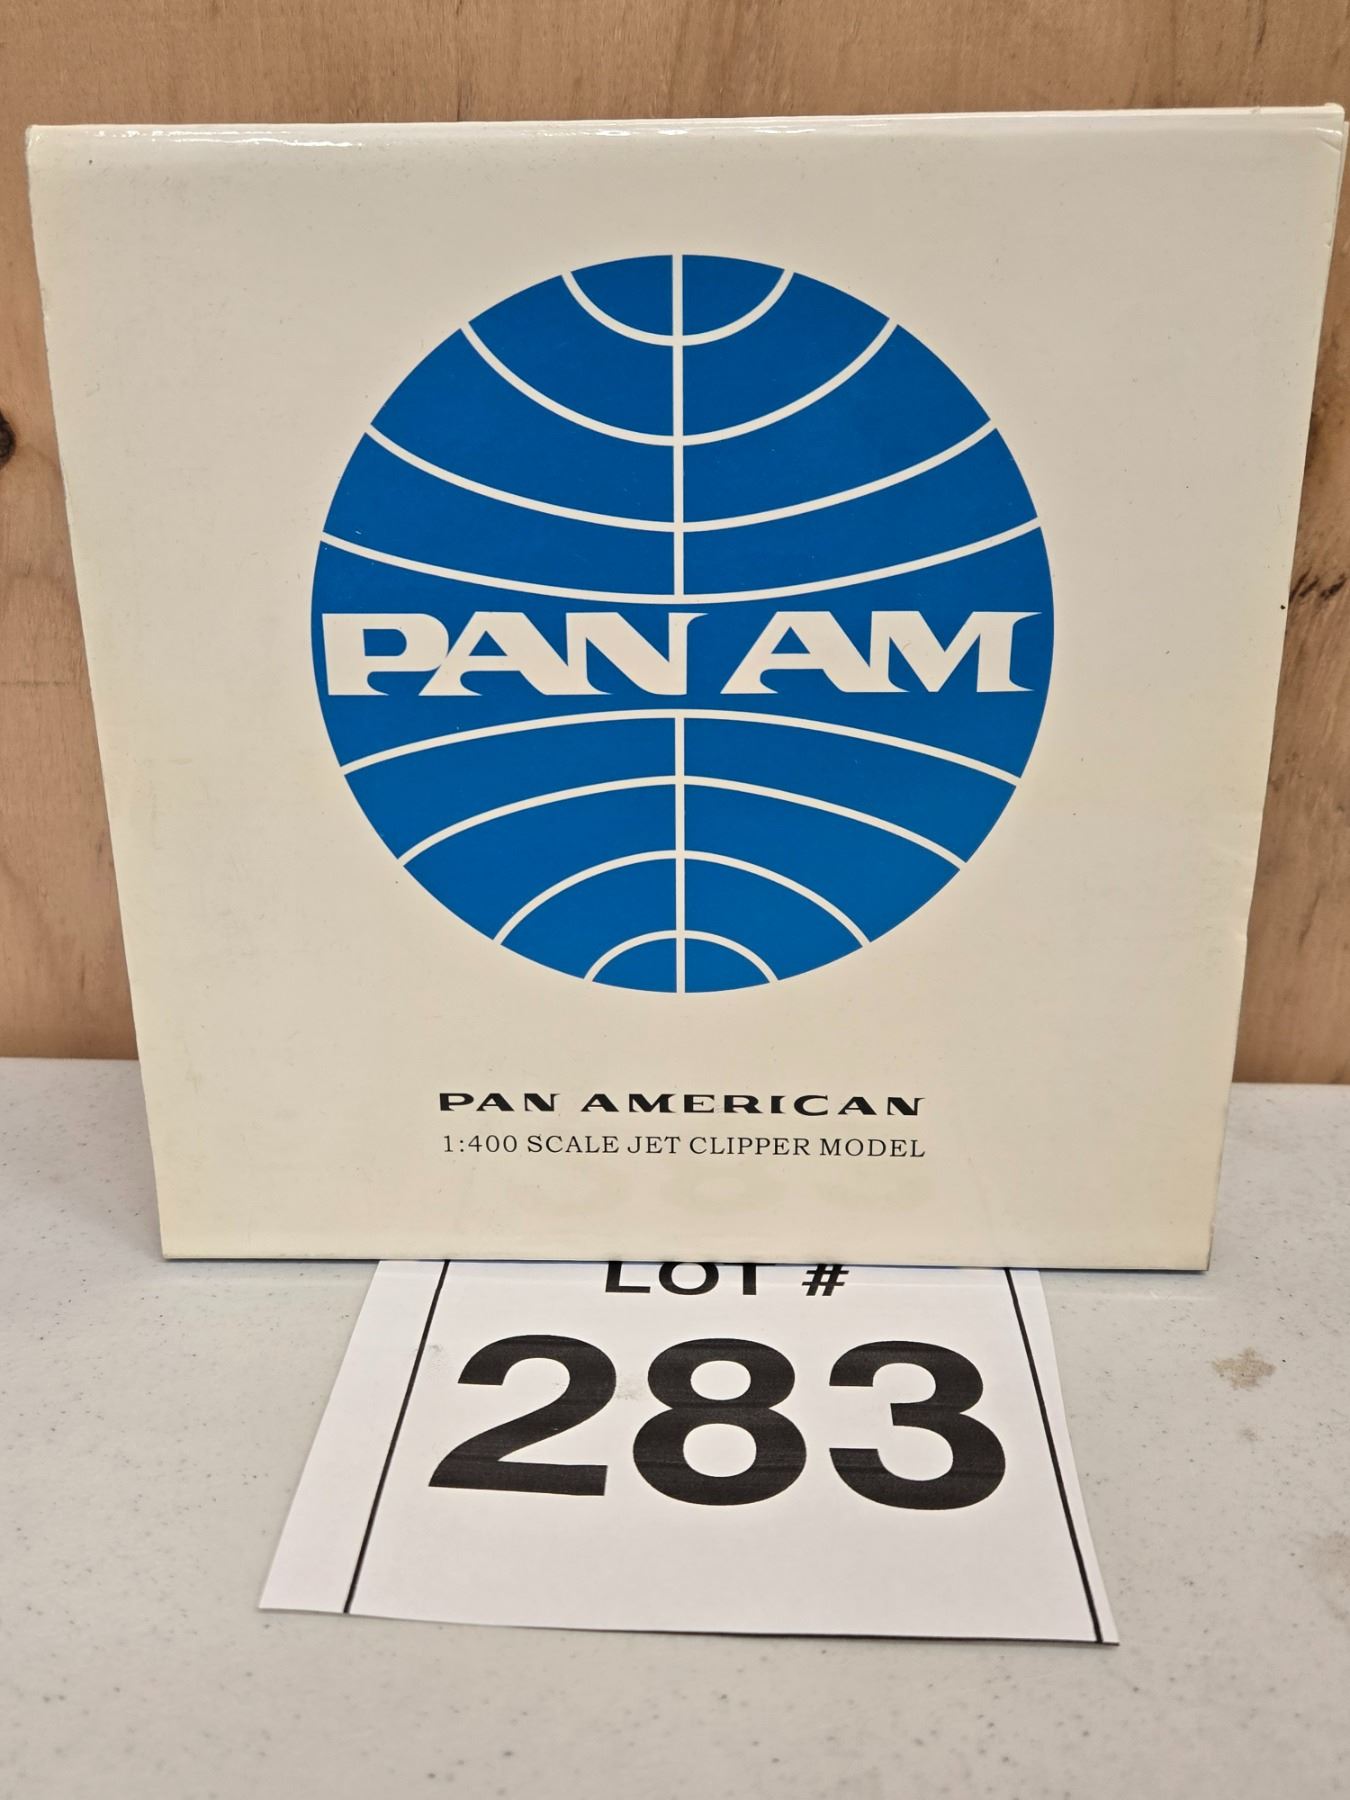 PAN AM
PAN AMERICAN
1:400 SCALE JET CLIPPER MODEL
LOT #
283